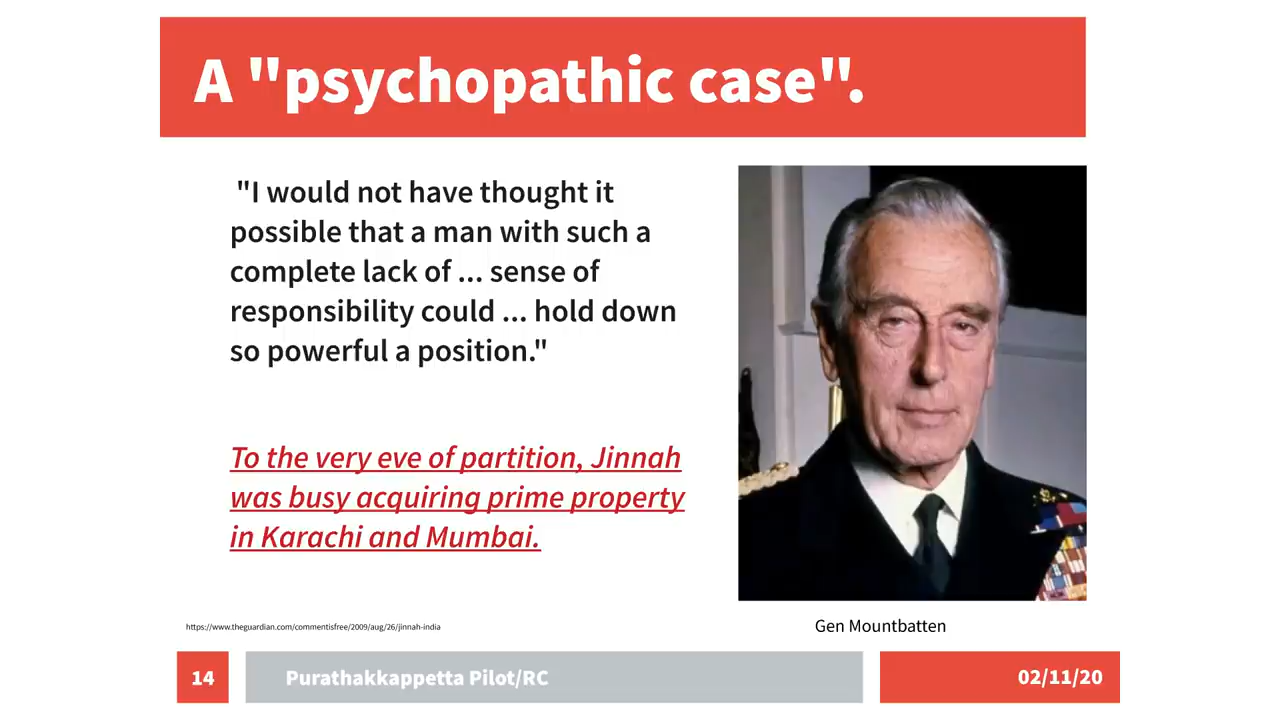 A "psychopathic case".
"I would not have thought it
possible that a man with such a
complete lack of ... sense of
responsibility could ... hold down
so powerful a position."
To the very eve of partition, Jinnah
was busy acquiring prime property
in Karachi and Mumbai.
https://www.theguardian.com/commentisfree/2009/aug/26/jinnah-india
Gen Mountbatten
14
Purathakkappetta Pilot/RC
02/11/20